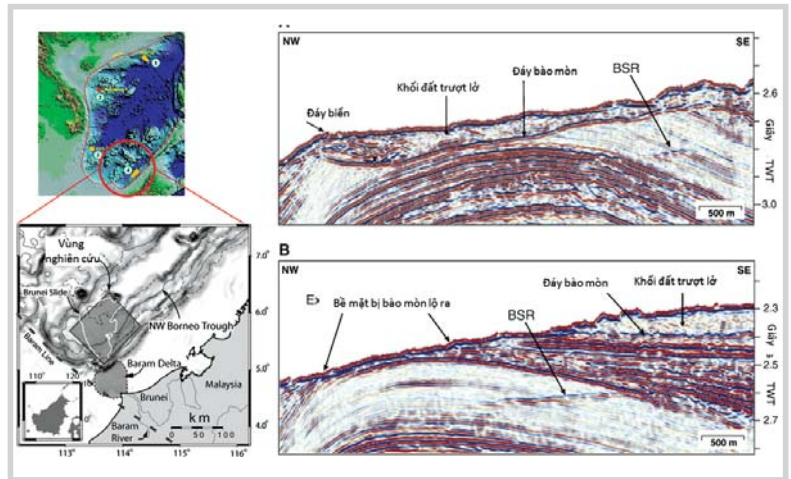 NW
SE
Đáy biển
Khối đất trượt lở
Đáy bào mòn
BSR
2.6
Giây
TWT
3.0
500 m
Vùng
nghiên cứu
Brunei Slide
NW Borneo Trough
Baram Line
Baram Delta
Malaysia
Brunei
Baram
River
km
0 50 100
110°
120
10
0°
7.0°
6.0°
5.0°
4.0°
113°
114°
115°
116°
B
NW
SE
Bề mặt bị bào mòn lộ ra
BSR
Đáy bào mòn
Khối đất trượt lở
2.3
Giây
2.5
TWT
2.7
500 m